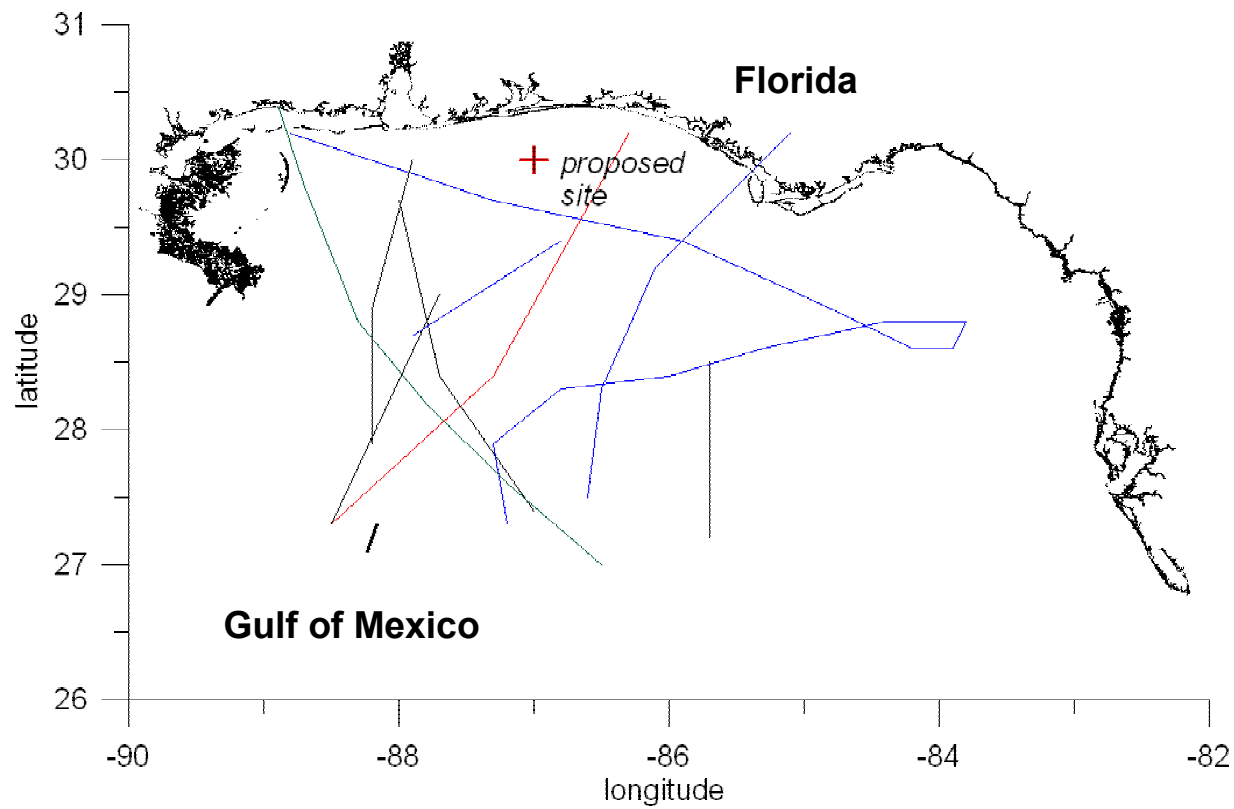 31
Florida
30
proposed
site
29
latitude
28
27
Gulf of Mexico
26
-90
-88
-86
-84
-82
longitude